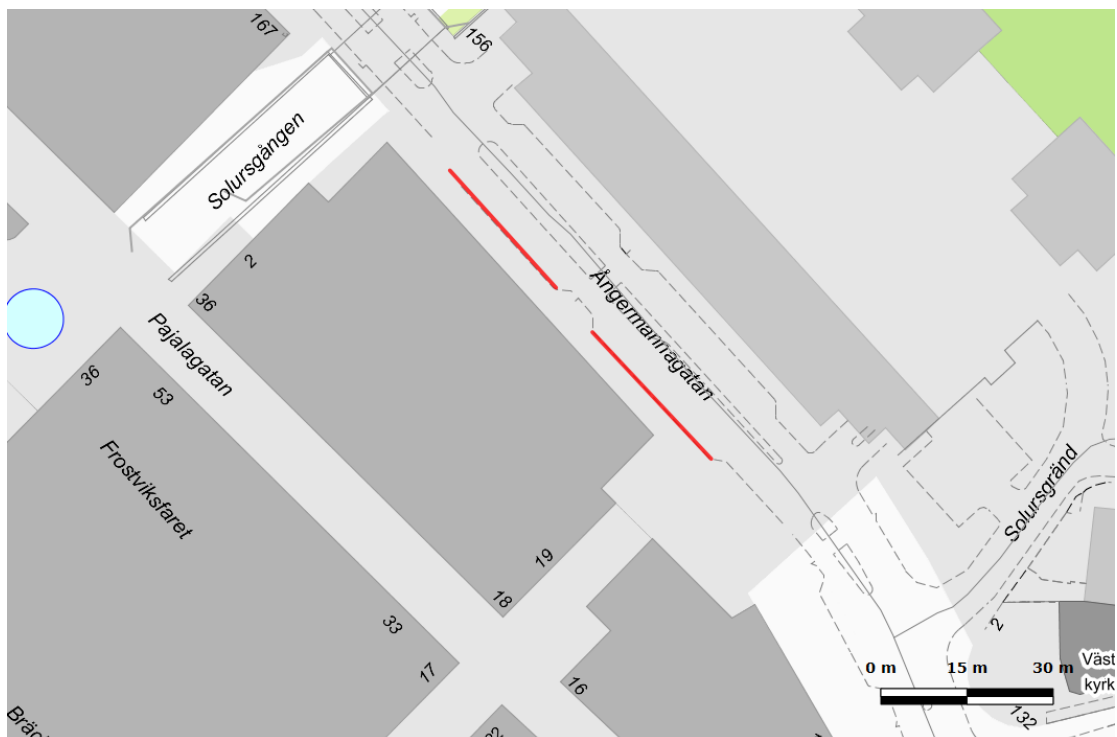 167
156
Solursgången
2
36
Pajalagatan
Ångermannagatan
36
53
Frostviksfaret
Solursgränd
19
18
33
17
16
2
0 m 15 m 30 m
Väst
kyrk
132